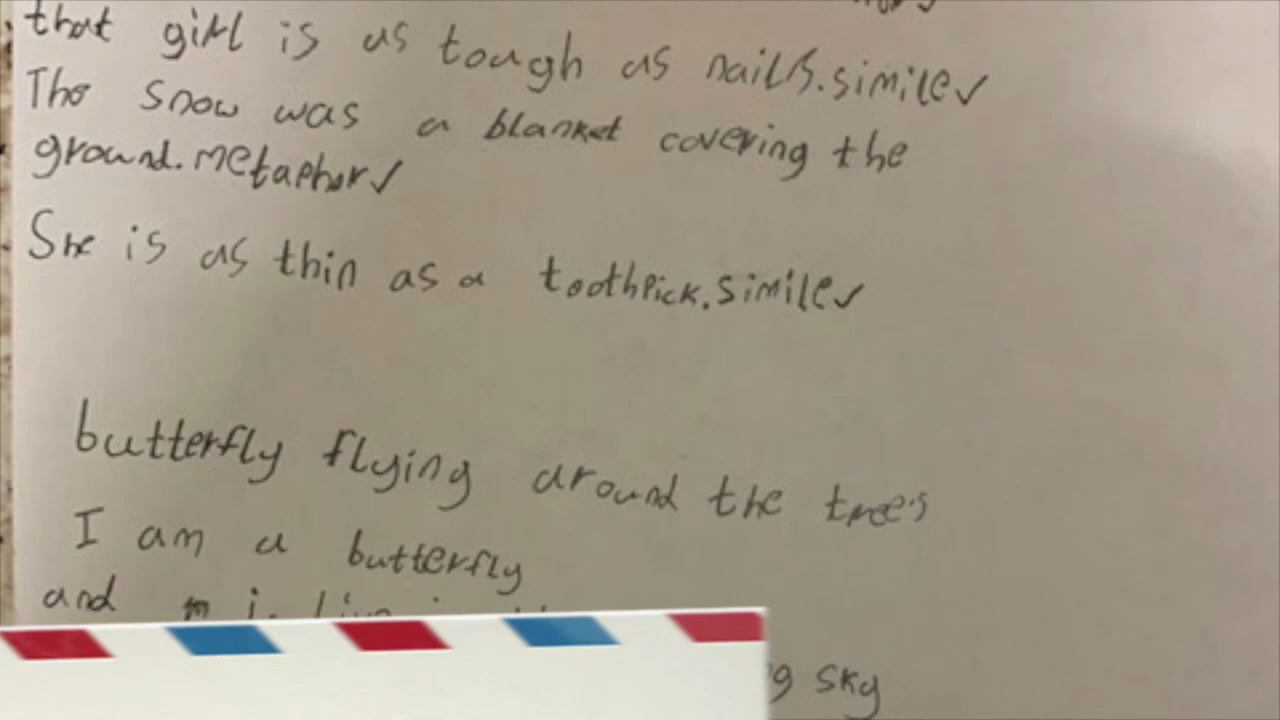 that girl is as tough as nails.simile✓
The snow was a blanket covering the
ground.metaphor✓
She is as thin as a toothpick.simile✓
butterfly flying around the trees
I am a butterfly
and
sky